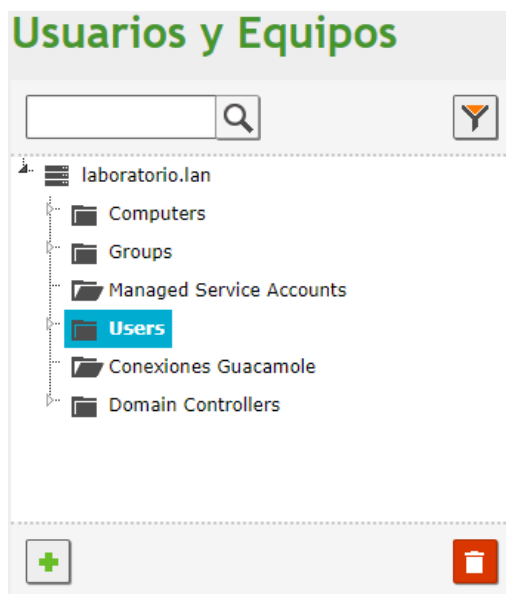 Usuarios y Equipos
laboratorio.lan
Computers
Groups
Managed Service Accounts
Users
Conexiones Guacamole
Domain Controllers